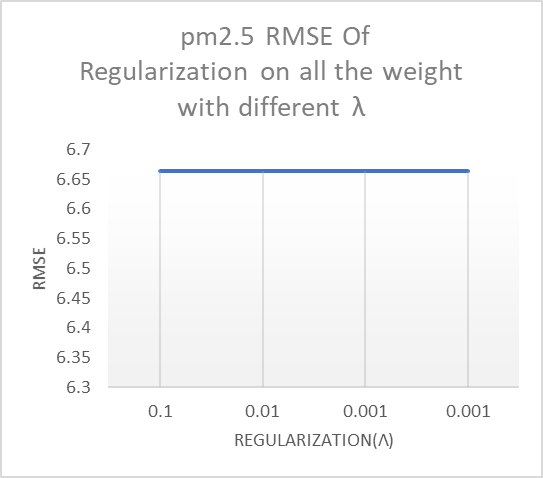 pm2.5 RMSE Of
Regularization on all the weight
with different λ
6.7
6.65
6.6
6.55
6.5
6.45
6.4
6.35
6.3
RMSE
0.1 0.01 0.001 0.001
REGULARIZATION(Λ)